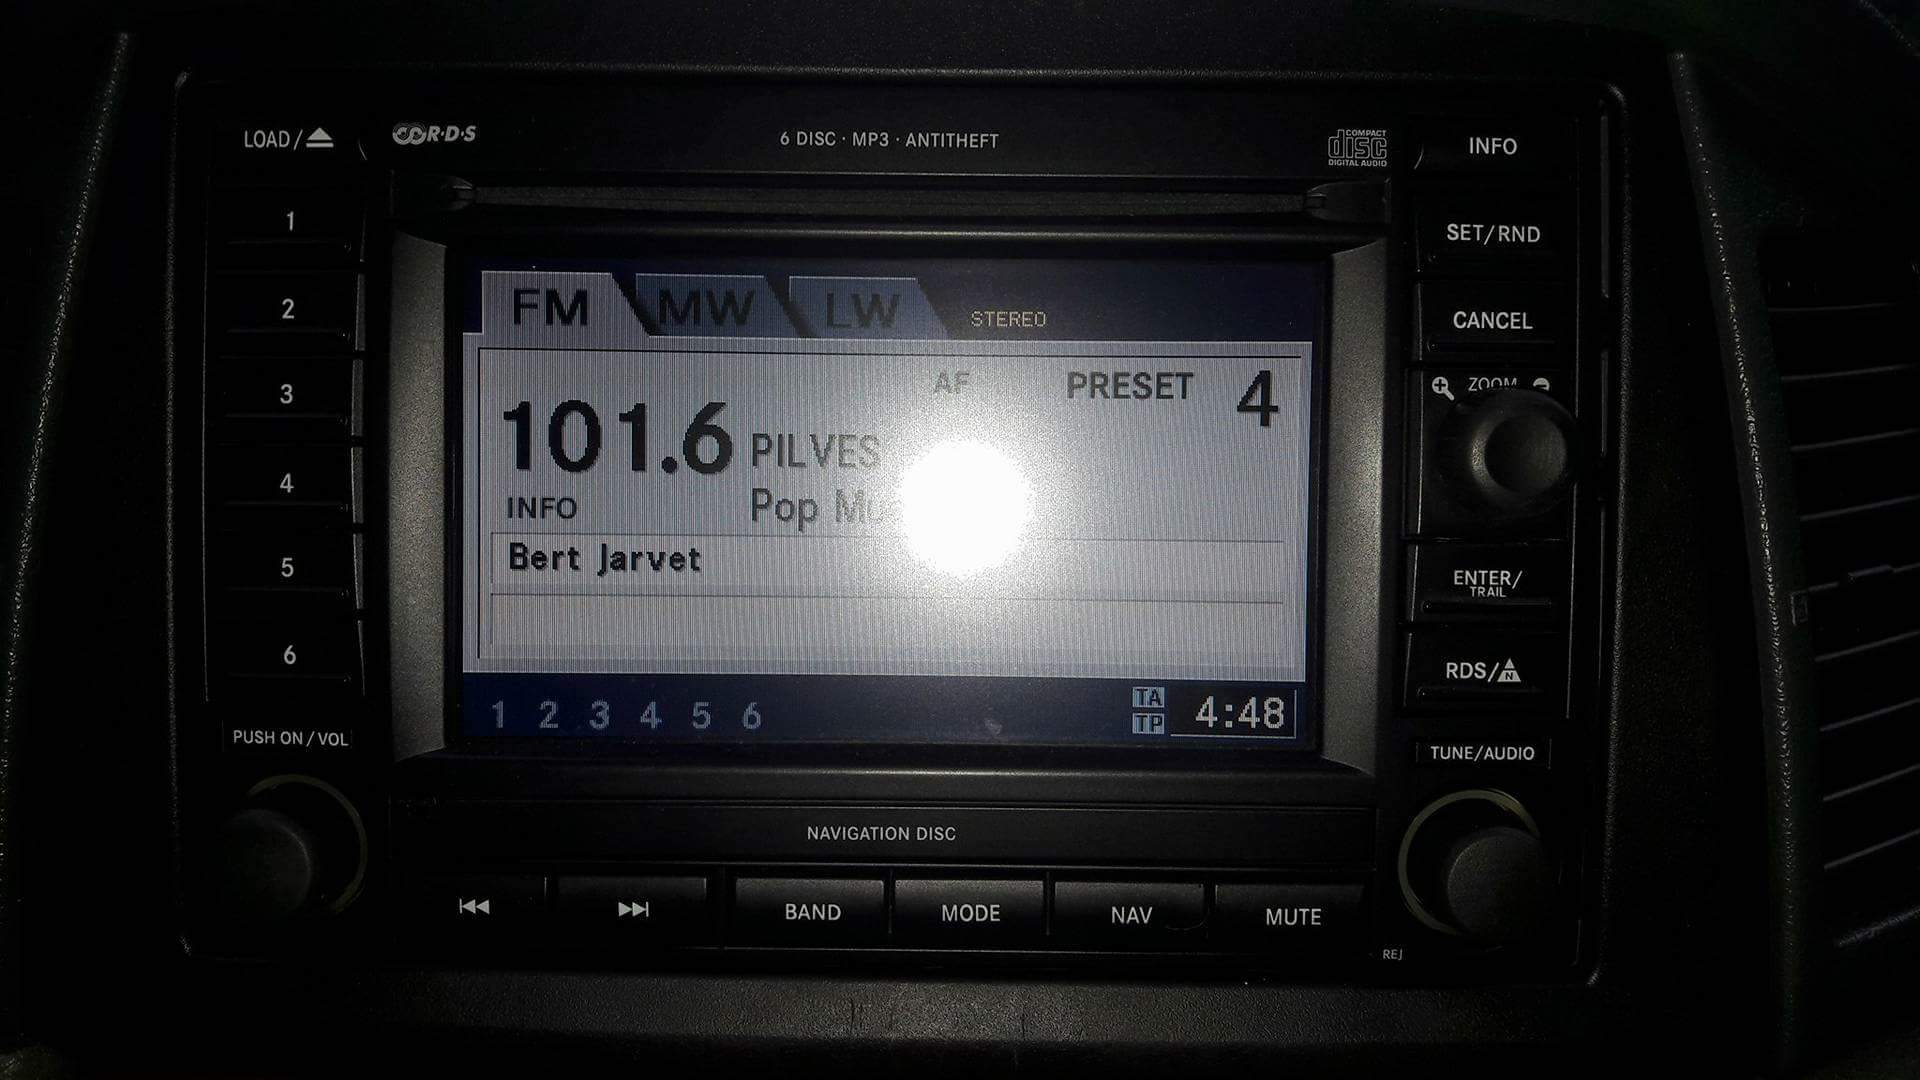 LOAD/
R·D·S
6 DISC · MP3 · ANTITHEFT
COMPACT
disc
DIGITAL AUDIO
INFO
1
2
3
4
5
6
SET/RND
CANCEL
ZOOM
ENTER/
TRAIL
RDS/
N
FM MW LW STEREO
AF PRESET 4
101.6 PILVES
INFO Pop
Bert Jarvet
1 2 3 4 5 6
TA
TP
4:48
PUSH ON / VOL
TUNE/AUDIO
NAVIGATION DISC
BAND MODE NAV MUTE
REJ